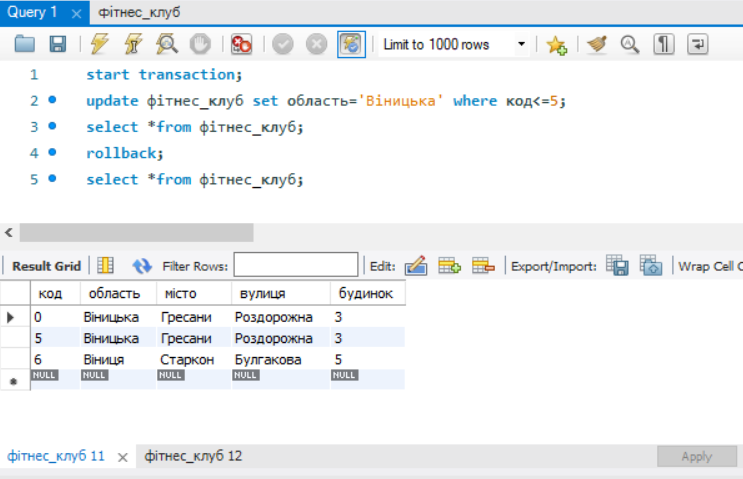 Query 1 × фітнес_клуб
Limit to 1000 rows
1 start transaction;
2 update фітнес_клуб set область='Віницька' where код<=5;
3 select *from фітнес_клуб;
4 rollback;
5 select *from фітнес_клуб;
Result Grid Filter Rows: Edit: Export/Import: Wrap Cell C
код область місто вулиця будинок
0 Віницька Гресани Роздорожна 3
5 Віницька Гресани Роздорожна 3
6 Віниця Старкон Булгакова 5
NULL NULL NULL NULL NULL
фітнес_клуб 11 × фітнес_клуб 12 Apply